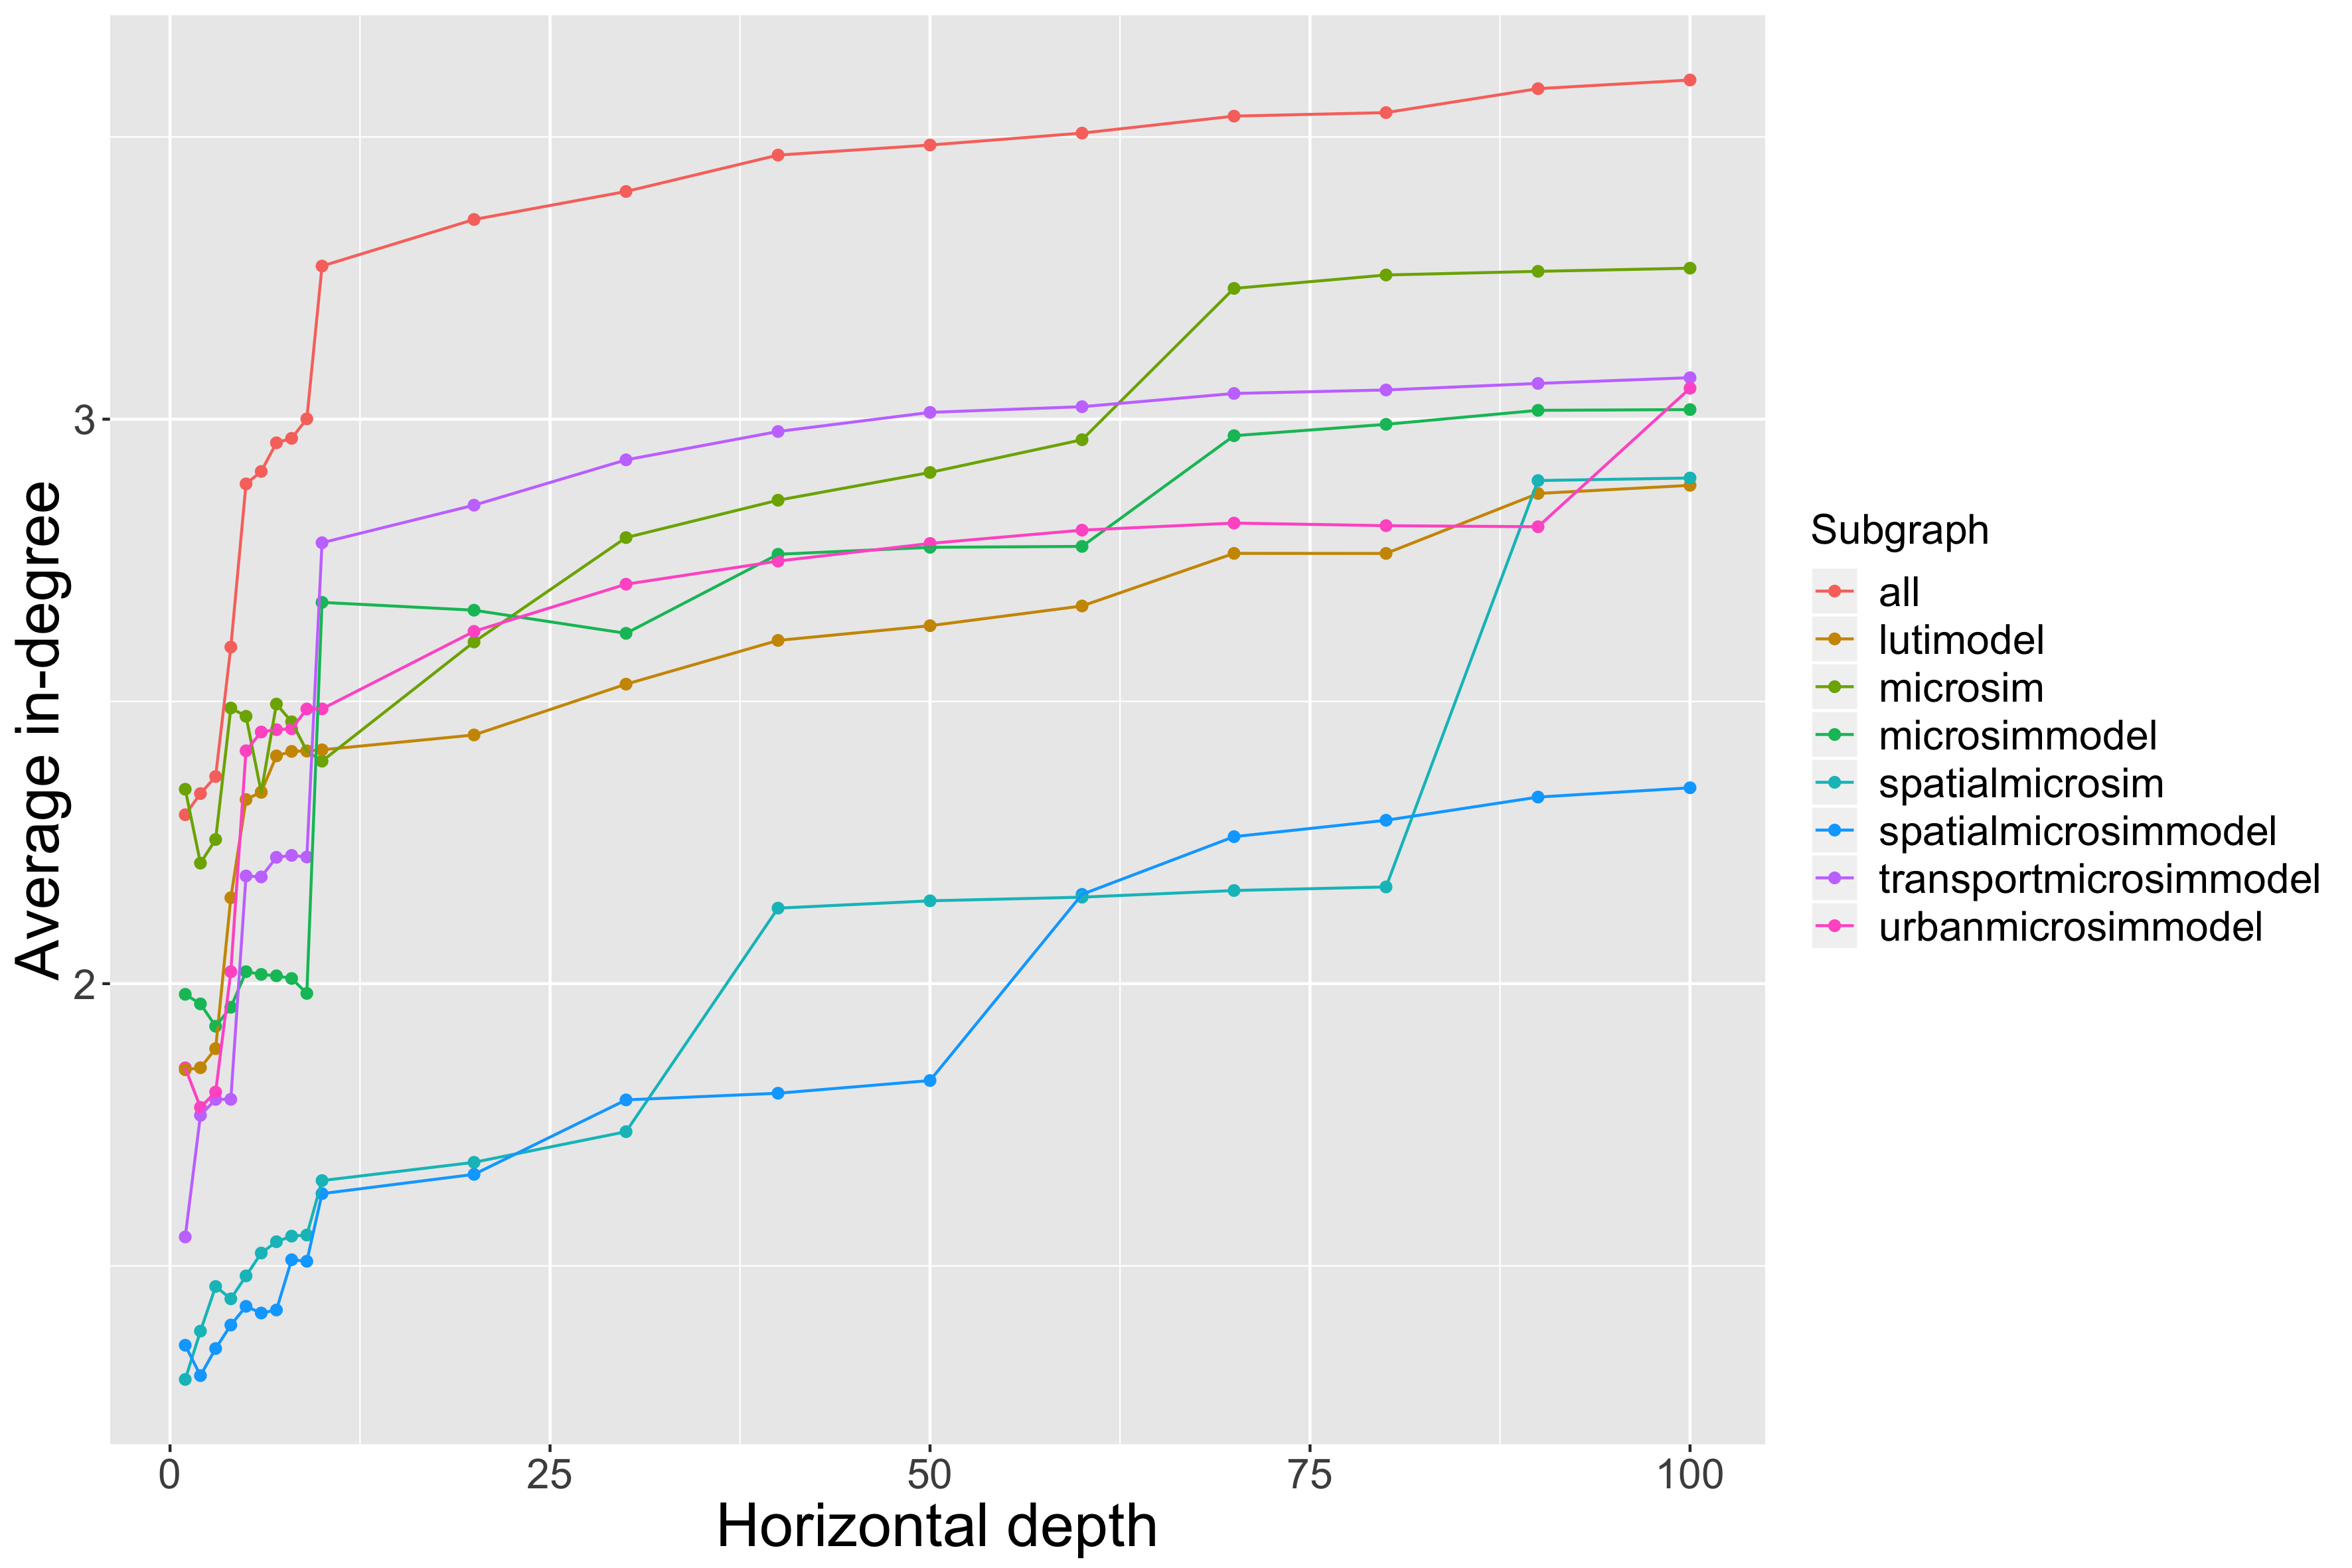 Average in-degree
3
2
0 25 50 75 100
Horizontal depth
Subgraph
all
lutimodel
microsim
microsimmodel
spatialmicrosim
spatialmicrosimmodel
transportmicrosimmodel
urbanmicrosimmodel